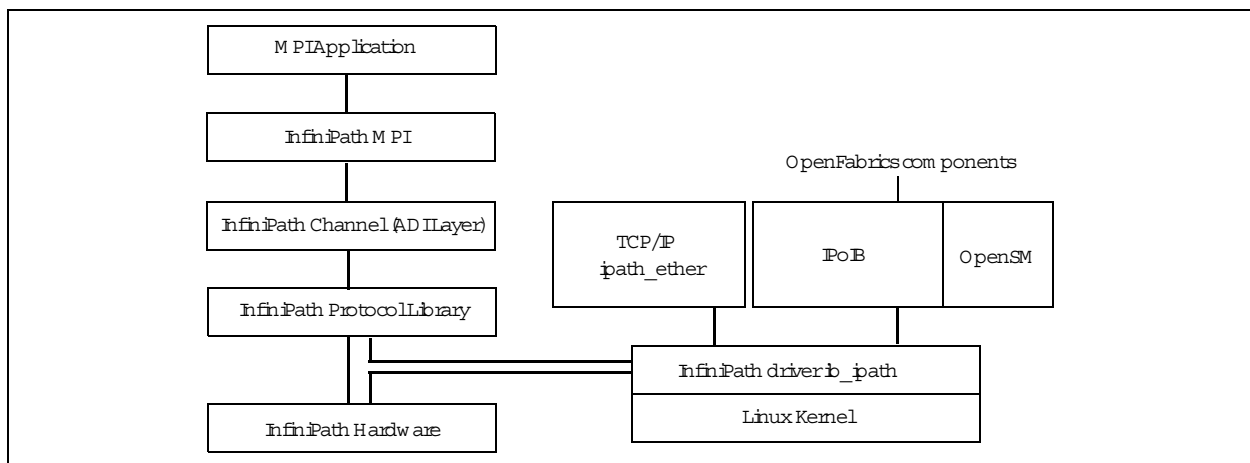 MPI Application
InfiniPath MPI
OpenFabrics components
InfiniPath Channel (ADI Layer)
TCP/IP
ipath_ether
IPoIB
OpenSM
InfiniPath Protocol Library
InfiniPath driver ib_ipath
Linux Kernel
InfiniPath Hardware